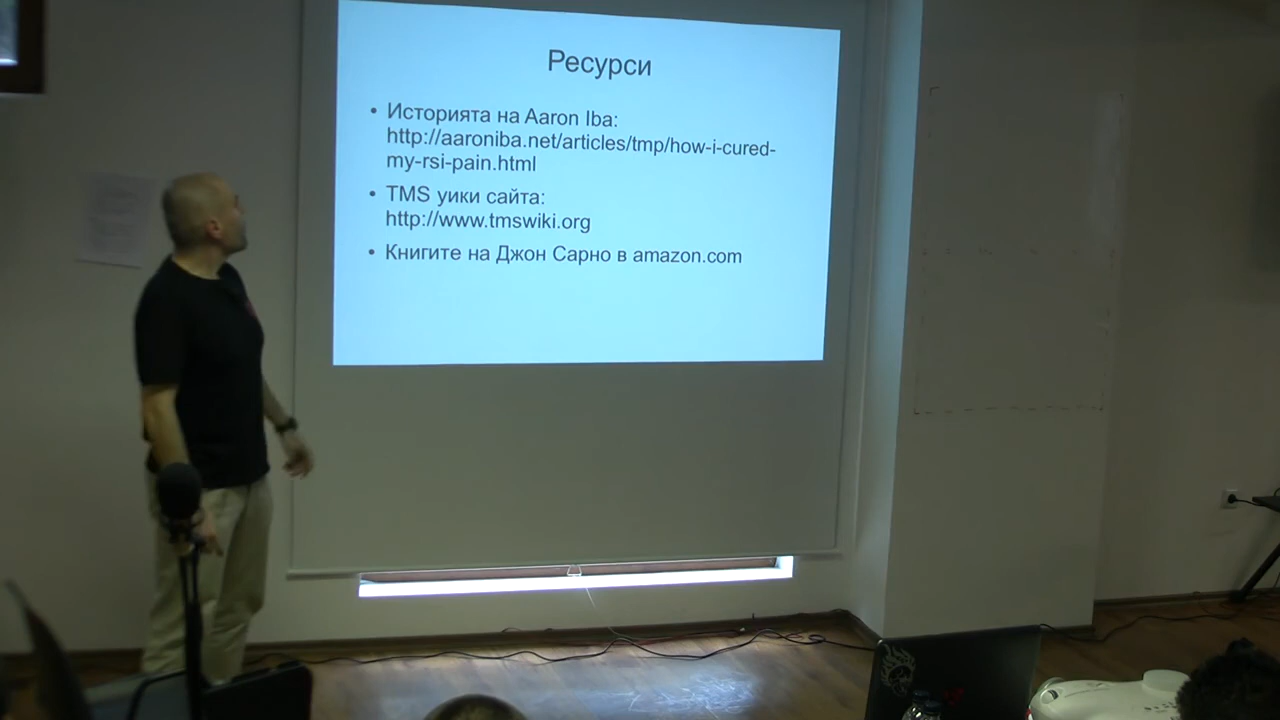 Ресурси
• Историята на Aaron Iba:
http://aaroniba.net/articles/tmp/how-i-cured-
my-rsi-pain.html
• TMS уики сайта:
http://www.tmswiki.org
• Книгите на Джон Сарно в amazon.com